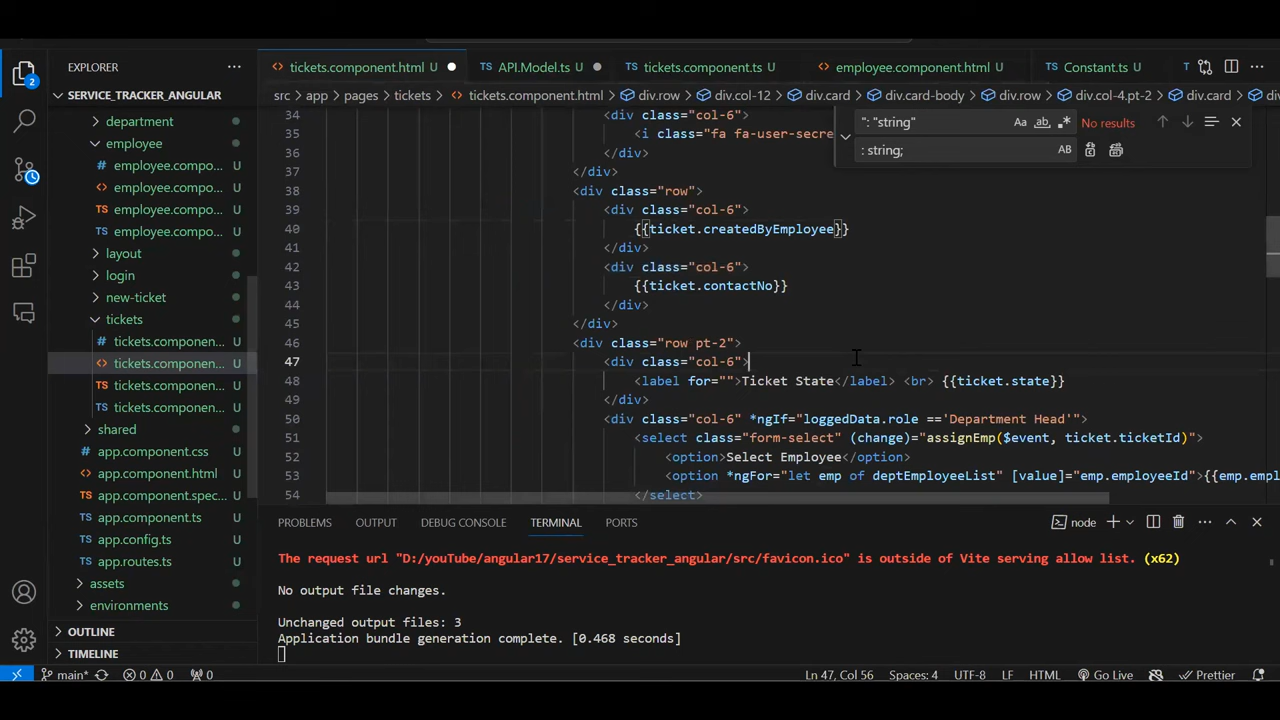 EXPLORER
tickets.component.html
API.Model.ts
tickets.component.ts
employee.component.html
Constant.ts
T
SERVICE_TRACKER_ANGULAR
src > app > pages > tickets > tickets.component.html > div.row > div.col-12 > div.card > div.card-body > div.row > div.col-4.pt-2 > div.card > div
department
employee
employee.compo... U
employee.compo... U
employee.compo... U
employee.compo... U
layout
login
new-ticket
tickets
tickets.componen... U
tickets.componen... U
tickets.componen... U
tickets.componen... U
shared
app.component.css U
app.component.html U
app.component.spec... U
app.component.ts U
app.config.ts U
app.routes.ts U
assets
environments
OUTLINE
TIMELINE
2
": "string"
Aa ab
No results
: string;
AB
34 <div class="col-6">
35 <i class="fa fa-user-secre
36 </div>
37 </div>
38 <div class="row">
39 <div class="col-6">
40 {{ticket.createdByEmployee}}
41 </div>
42 <div class="col-6">
43 {{ticket.contactNo}}
44 </div>
45 </div>
46 <div class="row pt-2">
47 <div class="col-6">
48 <label for="">Ticket State</label> <br> {{ticket.state}}
49 </div>
50 <div class="col-6" *ngIf="loggedData.role =='Department Head'">
51 <select class="form-select" (change)="assignEmp($event, ticket.ticketId)">
52 <option>Select Employee</option>
53 <option *ngFor="let emp of deptEmployeeList" [value]="emp.employeeId">{{emp.empl
54 </select>
PROBLEMS OUTPUT DEBUG CONSOLE TERMINAL PORTS
node
The request url "D:/youTube/angular17/service_tracker_angular/src/favicon.ico" is outside of Vite serving allow list. (x62)
No output file changes.
Unchanged output files: 3
Application bundle generation complete. [0.468 seconds]
main* 0 0 0 Ln 47, Col 56 Spaces: 4 UTF-8 LF HTML Go Live Prettier